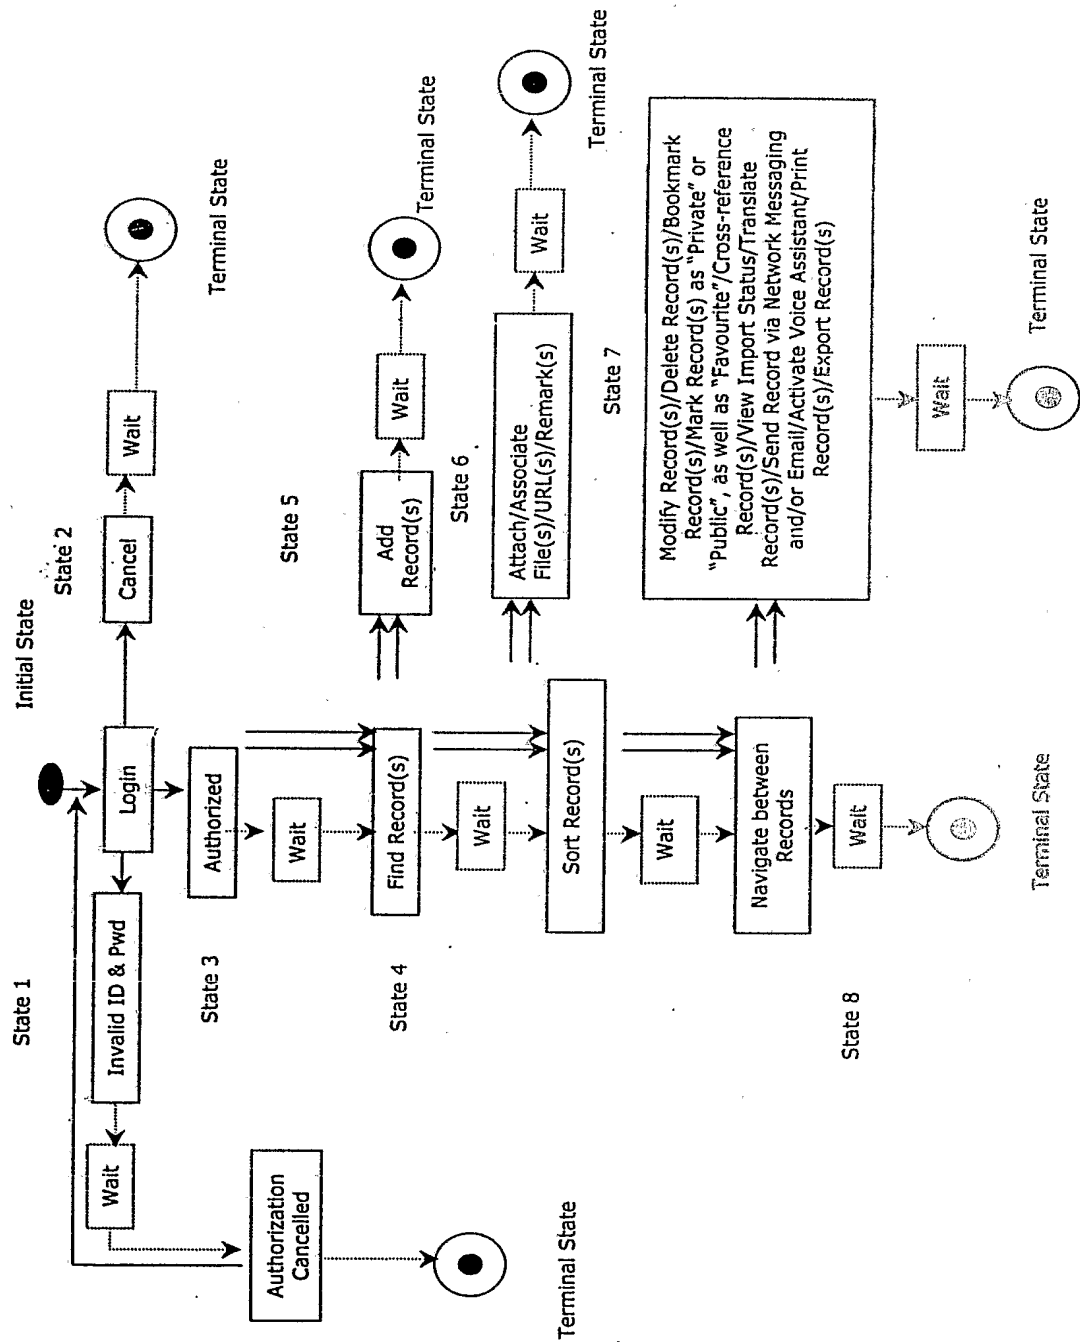 Initial State
State 1
State 2
Login
Cancel
Wait
Terminal State
Invalid ID & Pwd
Wait
Authorization
Cancelled
Terminal State
State 3
Authorized
Wait
State 4
Find Record(s)
Wait
State 5
Add
Record(s)
Wait
Terminal State
Sort Record(s)
Wait
State 6
Attach/Associate
File(s)/URL(s)/Remark(s)
Wait
Terminal State
Navigate between
Records
State 7
Modify Record(s)/Delete Record(s)/Bookmark
Record(s)/Mark Record(s) as “Private” or
“Public”, as well as “Favourite”/Cross-reference
Record(s)/View Import Status/Translate
Record(s)/Send Record via Network Messaging
and/or Email/Activate Voice Assistant/Print
Record(s)/Export Record(s)
Wait
Terminal State
State 8
Wait
Terminal State